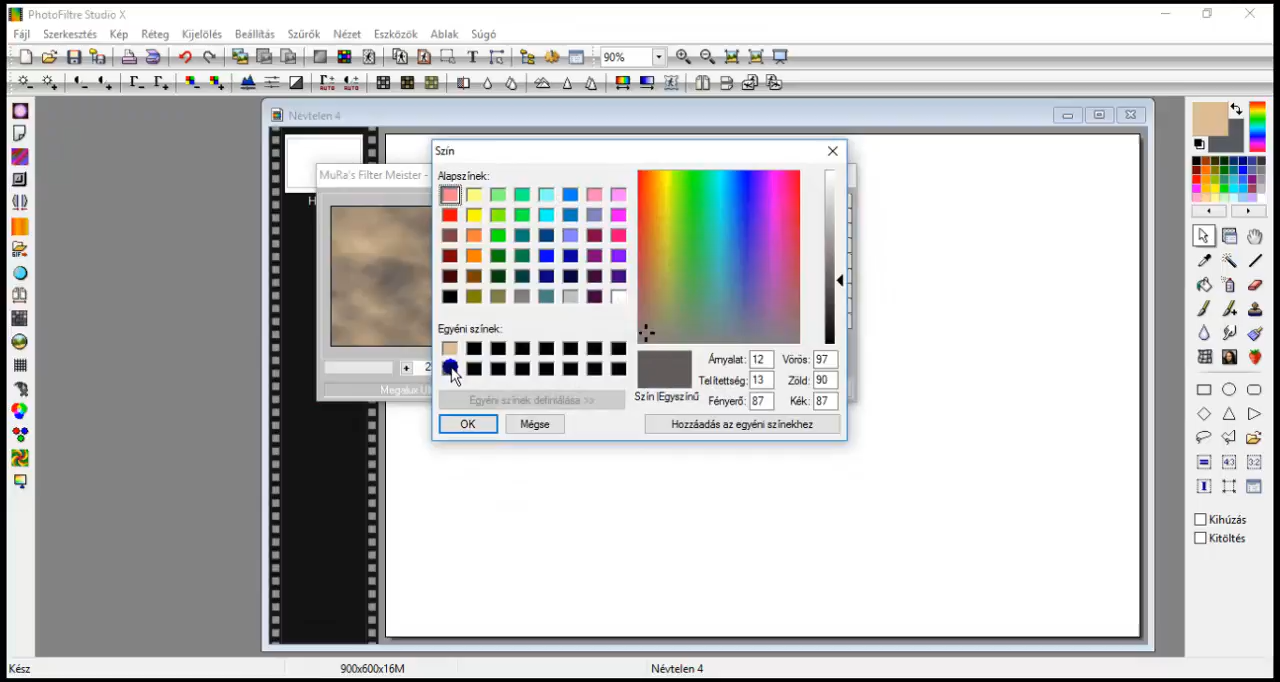 PhotoFiltre Studio X
Fájl Szerkesztés Kép Réteg Kijelölés Beállítás Szűrők Nézet Eszközök Ablak Súgó
90%
Névtelen 4
MuRa's Filter Meister -
Szín
Alapszínek:
Egyéni színek:
Egyéni színek definiálása >>
OK Mégse
Szín |Egyszínű
Árnyalat: 12 Vörös: 97
Telítettség: 13 Zöld: 90
Fényerő: 87 Kék: 87
Hozzáadás az egyéni színekhez
Kihúzás
Kitöltés
Kész 900x600x16M Névtelen 4